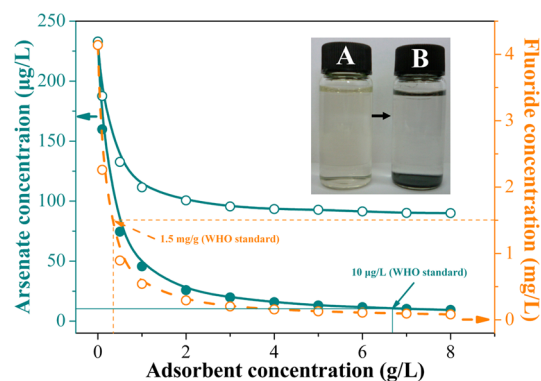 Arsenate concentraion (μg/L)
250
200
150
100
50
0
A
B
1.5 mg/g (WHO standard)
10 μg/L (WHO standard)
4
3
2
1
0
Fluoride concentration (mg/L)
0
2
4
6
8
Adsorbent concentration (g/L)